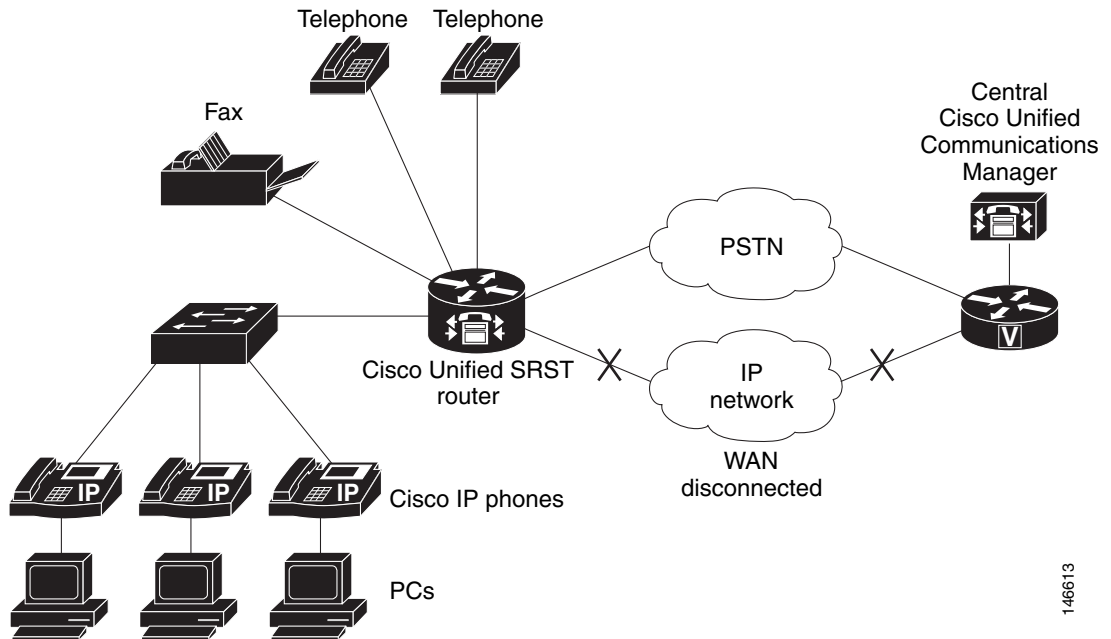 Telephone
Telephone
Fax
Central
Cisco Unified
Communications
Manager
PSTN
V
Cisco Unified SRST
router
IP
network
WAN
disconnected
IP
IP
IP
Cisco IP phones
PCs
146613